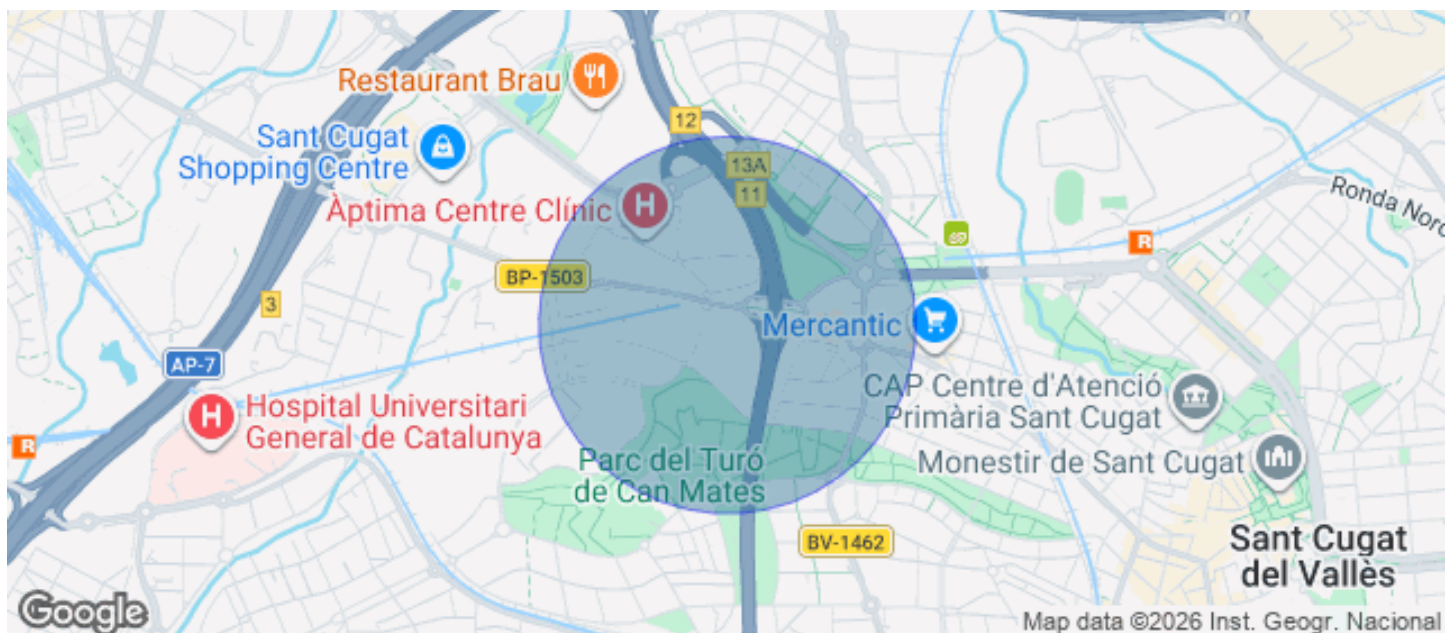 Restaurant Brau
12
Sant Cugat
Shopping Centre
13A
11
Àptima Centre Clínic
H
Ronda Nord
R
BP-1503
3
Mercantic
AP-7
CAP Centre d'Atenció
Primària Sant Cugat
H
Hospital Universitari
General de Catalunya
R
Parc del Turó
de Can Mates
Monestir de Sant Cugat
BV-1462
Sant Cugat
del Vallès
Google
Map data ©2026 Inst. Geogr. Nacional